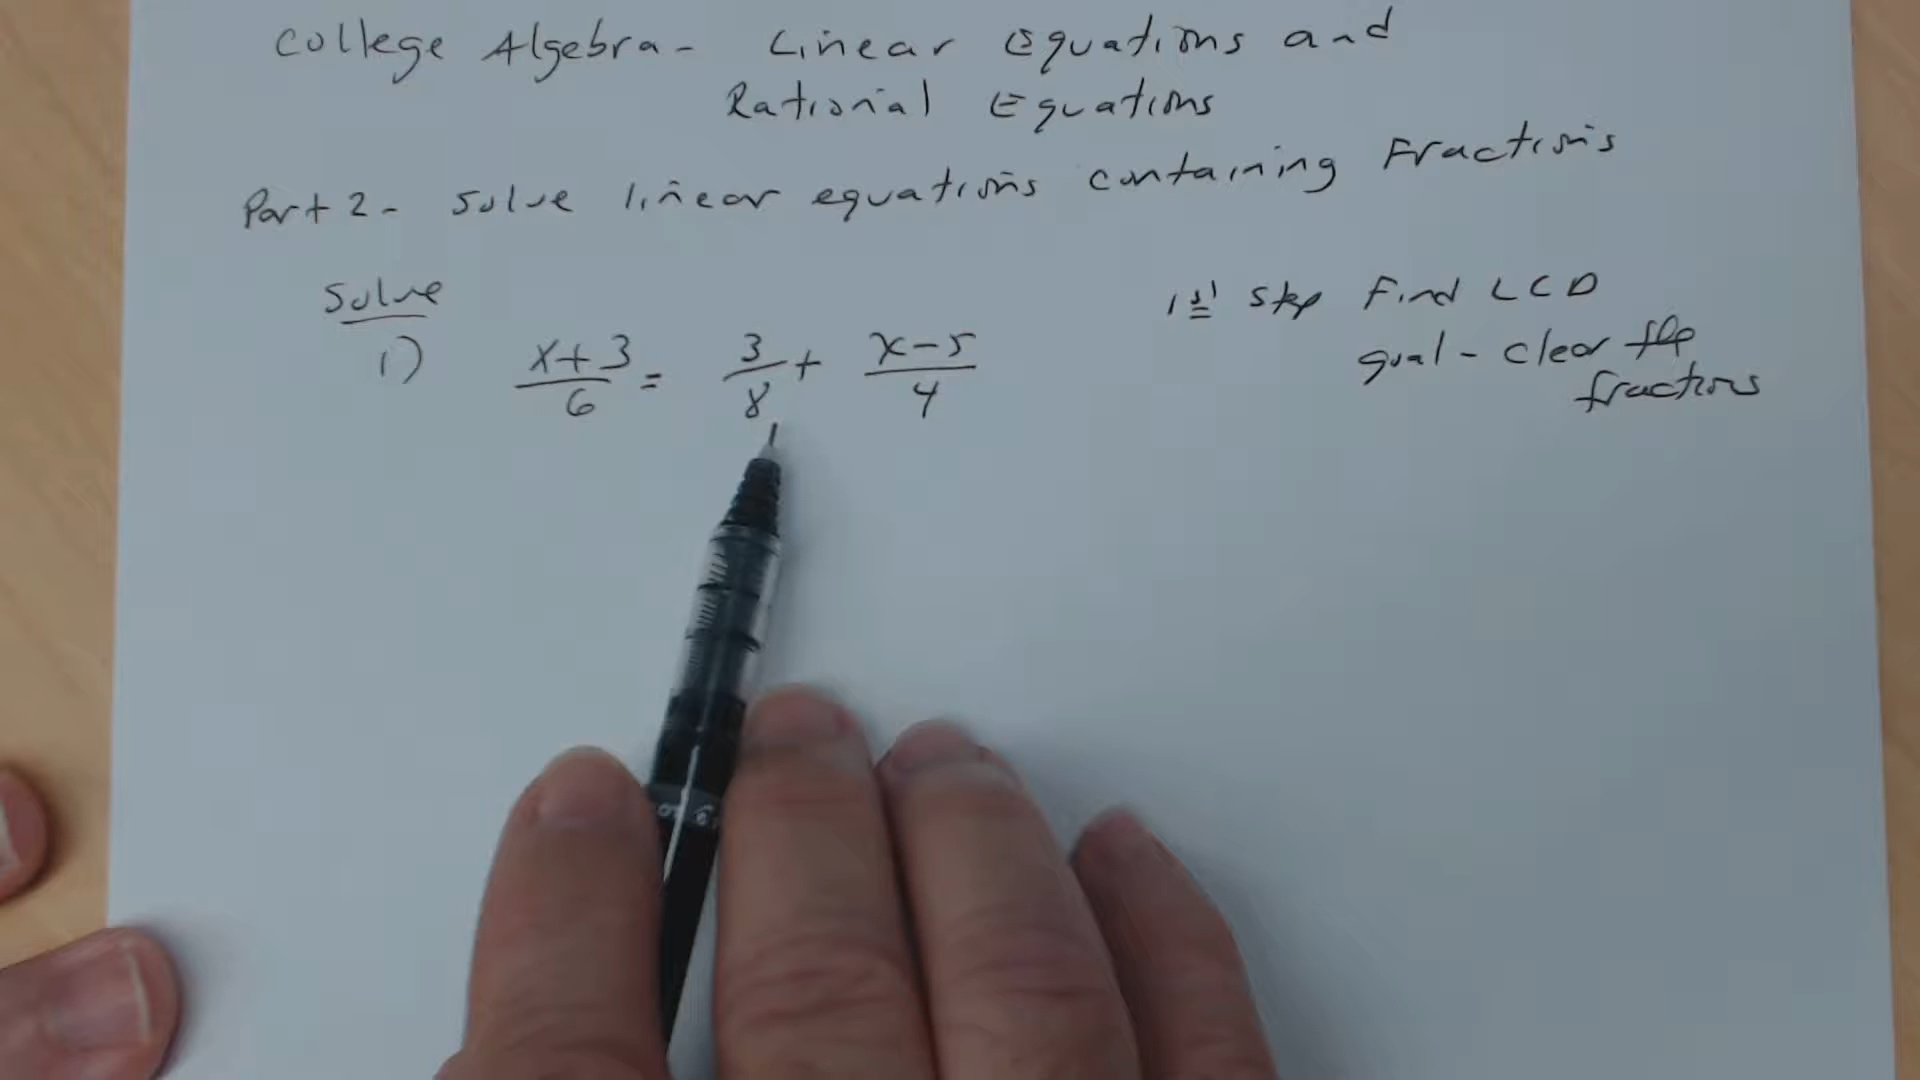 College Algebra - Linear Equations and
Rational Equations
Part 2 - Solve linear equations containing Fractions
Solve
1) x+3/6 = 3/8 + x-5/4
1st Step Find LCD
goal - clear the
fractions